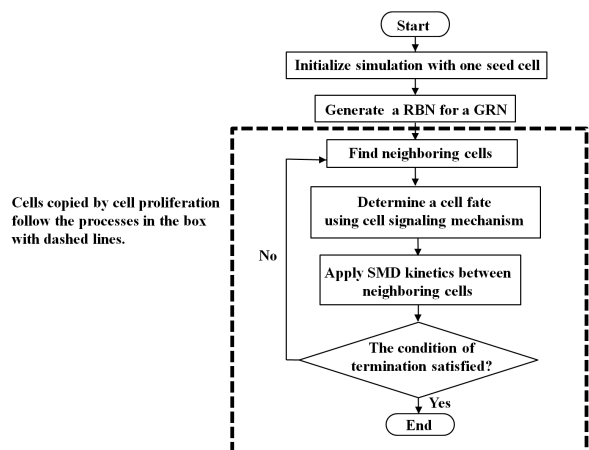 Start
Initialize simulation with one seed cell
Generate a RBN for a GRN
Find neighboring cells
Cells copied by cell proliferation
follow the processes in the box
with dashed lines.
Determine a cell fate
using cell signaling mechanism
No
Apply SMD kinetics between
neighboring cells
The condition of
termination satisfied?
Yes
End